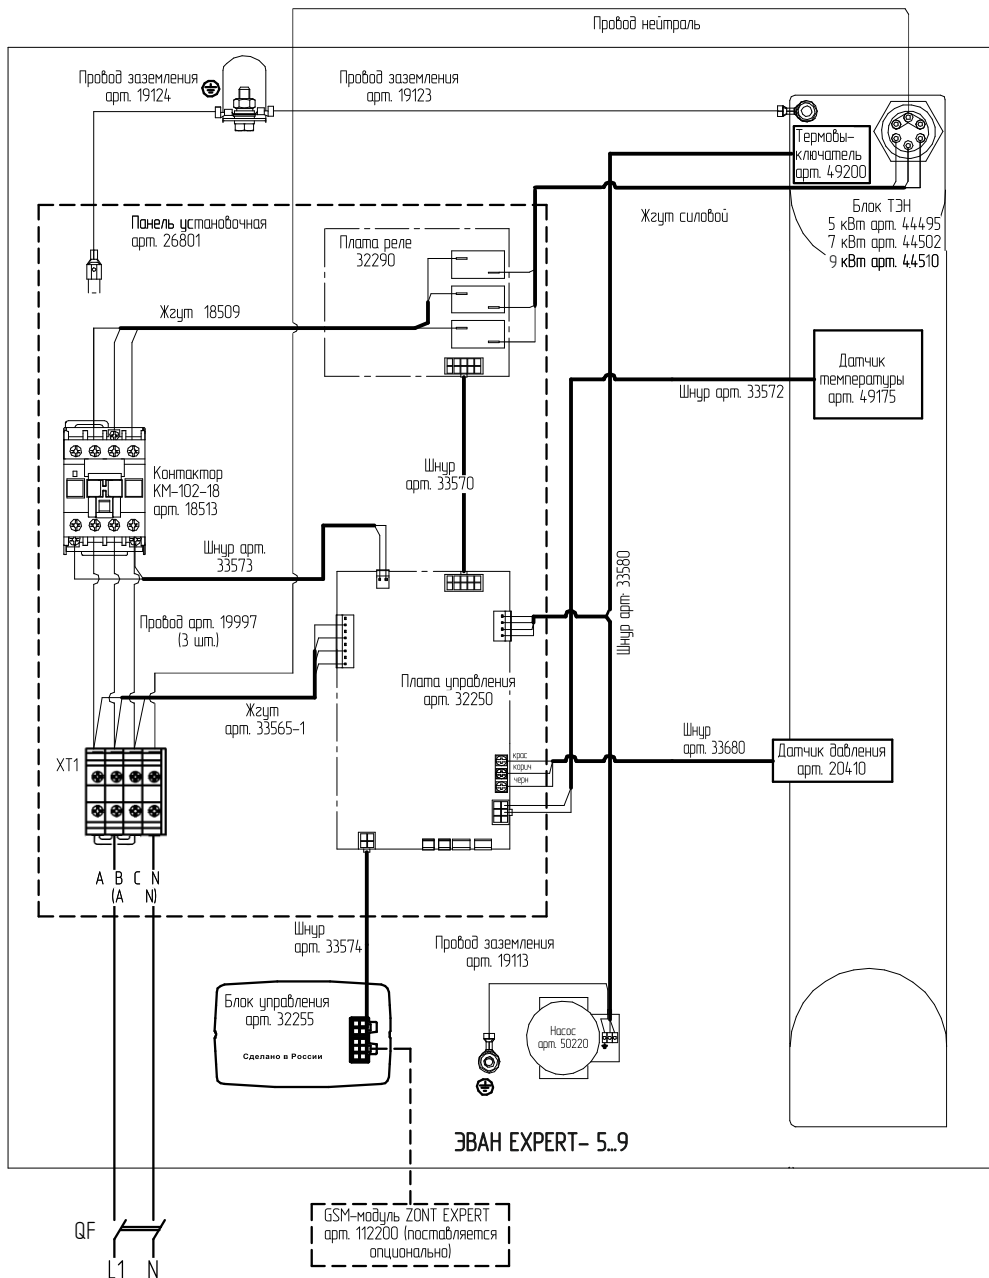 Провод нейтраль
Провод заземления
арт. 19124
Провод заземления
арт. 19123
Термовы-
ключатель
арт. 49200
Блок ТЭН
5 кВт арт. 44495
7 кВт арт. 44502
9 кВт арт. 44510
Жгут силовой
Панель установочная
арт. 26801
Плата реле
32290
Жгут 18509
Датчик
температуры
арт. 49175
Шнур арт. 33572
Шнур
арт. 33570
Контактор
КМ-102-18
арт. 18513
Шнур арт.
33573
Шнур арт. 33580
Провод арт. 19997
(3 шт.)
Плата управления
арт. 32250
Жгут
арт. 33565-1
Шнур
арт. 33680
Датчик давления
арт. 20410
крас
корич
черн
XT1
A B C N
(A N)
Шнур
арт. 33574
Провод заземления
арт. 19113
Блок управления
арт. 32255
Сделано в России
Насос
арт. 50220
ЭВАН EXPERT- 5...9
GSM-модуль ZONT EXPERT
арт. 112200 (поставляется
опционально)
QF
L1 N